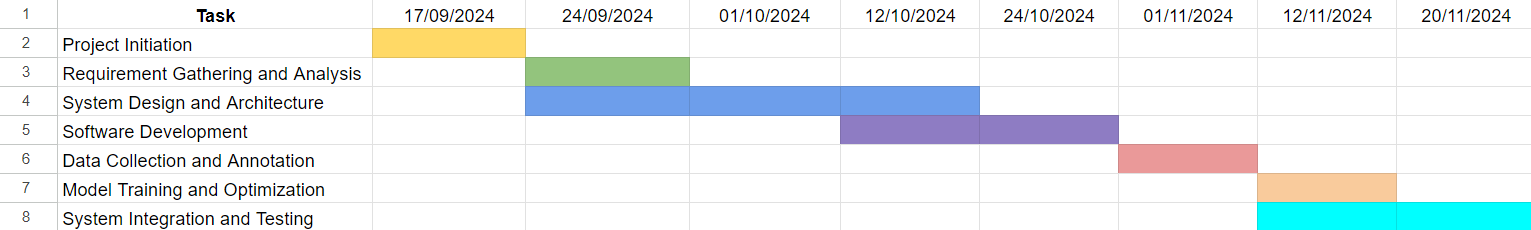 1 Task 17/09/2024 24/09/2024 01/10/2024 12/10/2024 24/10/2024 01/11/2024 12/11/2024 20/11/2024
2 Project Initiation
3 Requirement Gathering and Analysis
4 System Design and Architecture
5 Software Development
6 Data Collection and Annotation
7 Model Training and Optimization
8 System Integration and Testing